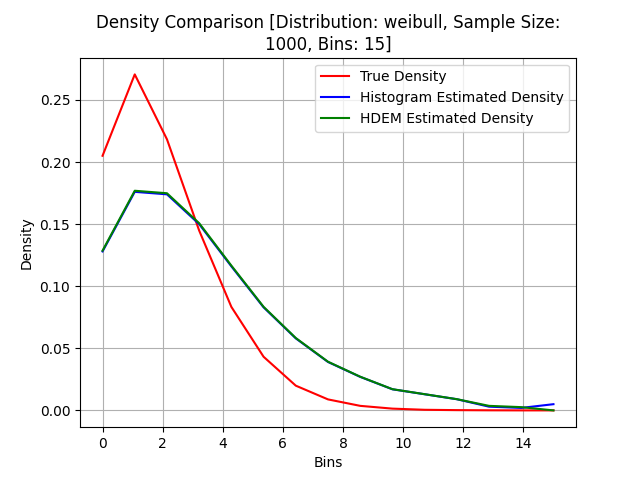 Density Comparison [Distribution: weibull, Sample Size:
1000, Bins: 15]
True Density
Histogram Estimated Density
HDEM Estimated Density
Density
0.25
0.20
0.15
0.10
0.05
0.00
0 2 4 6 8 10 12 14
Bins